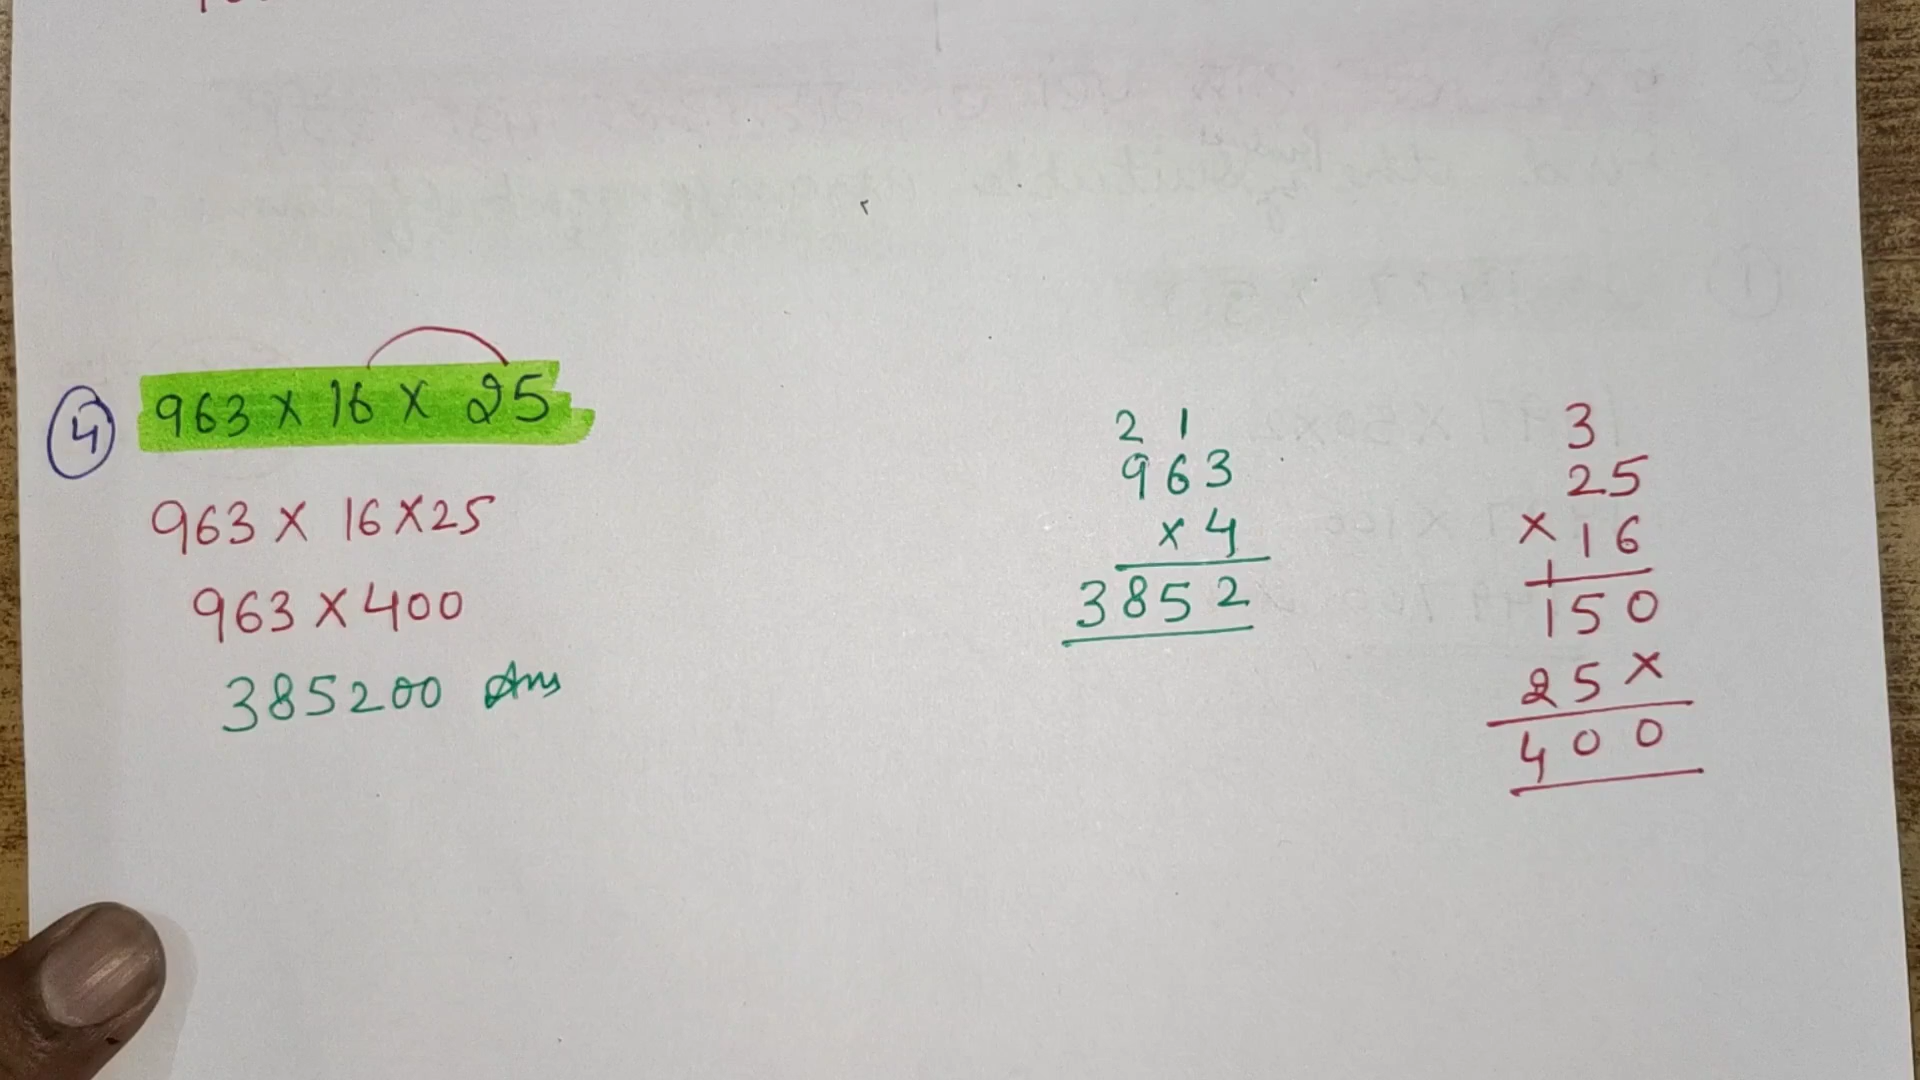 4 963 × 16 × 25
963 × 16 × 25
963 × 400
385200 Ans
2 1
963
× 4
3852
3
25
× 16
1
150
25×
400